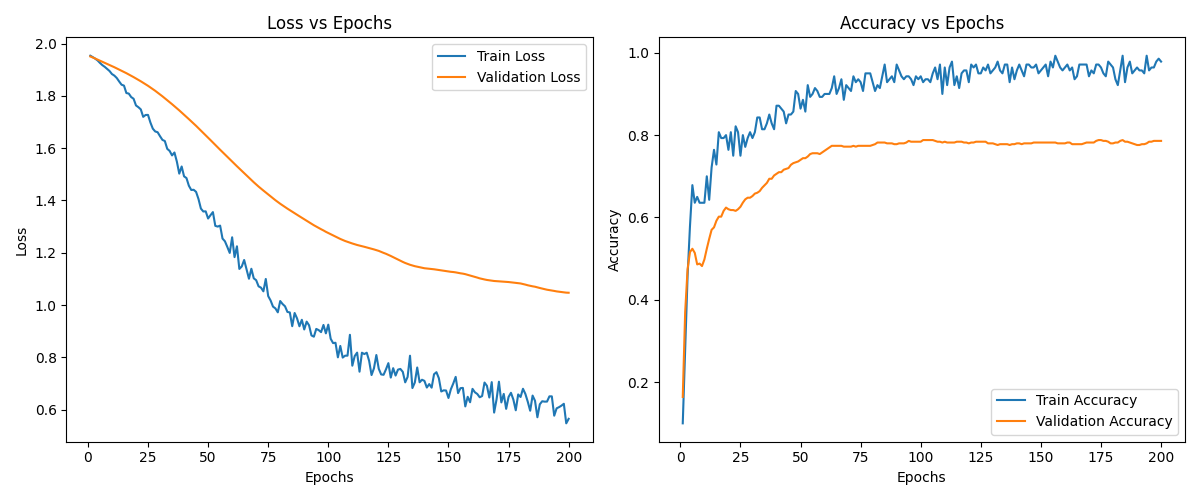 Loss vs Epochs
2.0
1.8
1.6
1.4
1.2
1.0
0.8
0.6
Loss
0 25 50 75 100 125 150 175 200
Epochs
Train Loss
Validation Loss
Accuracy vs Epochs
1.0
0.8
0.6
0.4
0.2
Accuracy
0 25 50 75 100 125 150 175 200
Epochs
Train Accuracy
Validation Accuracy